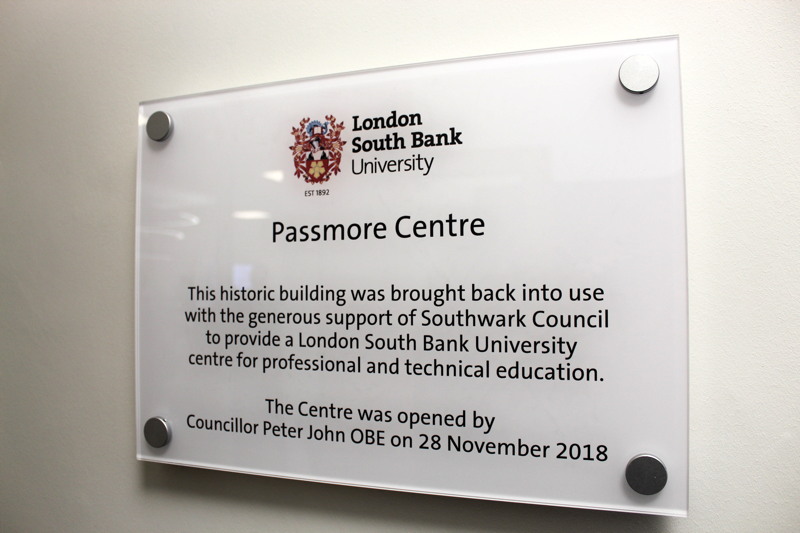 London
South Bank
University
EST 1892
Passmore Centre
This historic building was brought back into use
with the generous support of Southwark Council
to provide a London South Bank University
centre for professional and technical education.
The Centre was opened by
Councillor Peter John OBE on 28 November 2018